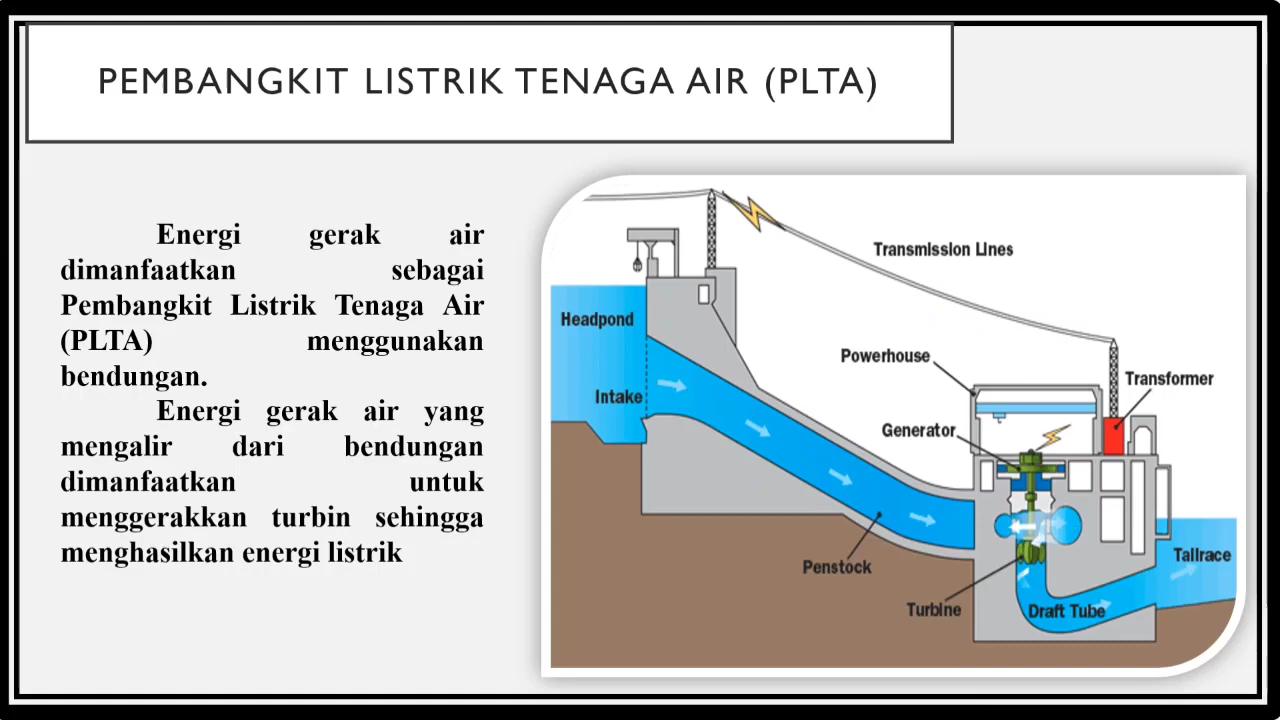 PEMBANGKIT LISTRIK TENAGA AIR (PLTA)
Energi gerak air
dimanfaatkan sebagai
Pembangkit Listrik Tenaga Air
(PLTA) menggunakan
bendungan.
Energi gerak air yang
mengalir dari bendungan
dimanfaatkan untuk
menggerakkan turbin sehingga
menghasilkan energi listrik
Transmission Lines
Headpond
Powerhouse
Transformer
Intake
Generator
Tailrace
Penstock
Turbine
Draft Tube